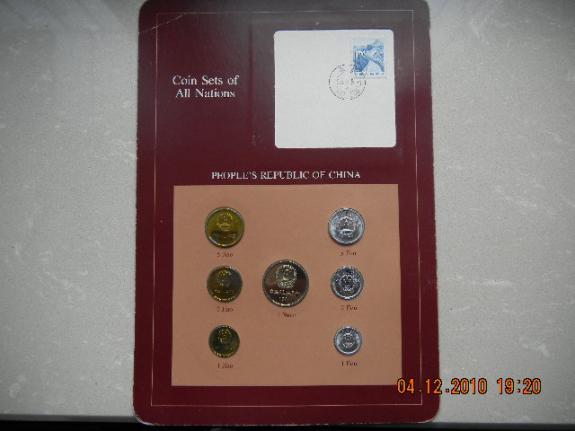 Coin Sets of
All Nations
PEOPLE'S REPUBLIC OF CHINA
5 Jiao
5 Fen
2 Jiao
2 Fen
1 Yuan
1 Jiao
1 Fen
04.12.2010 19:20